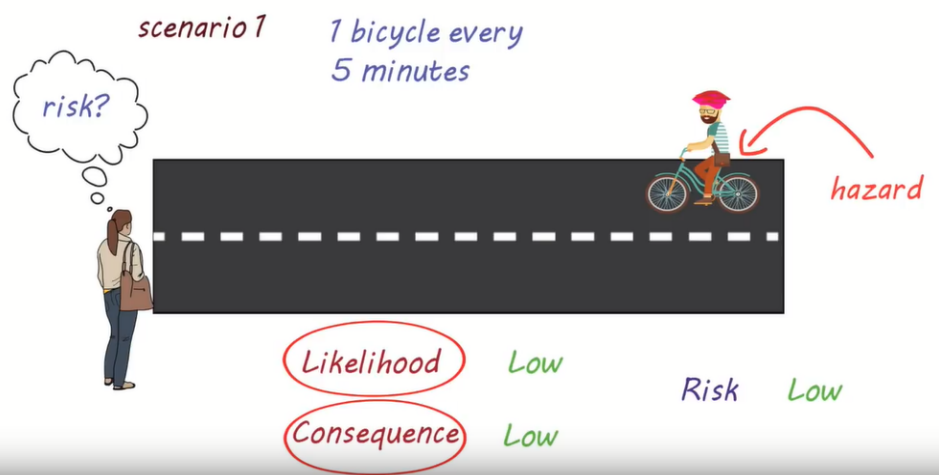 scenario 1
1 bicycle every
5 minutes
risk?
hazard
Likelihood Low
Risk Low
Consequence Low